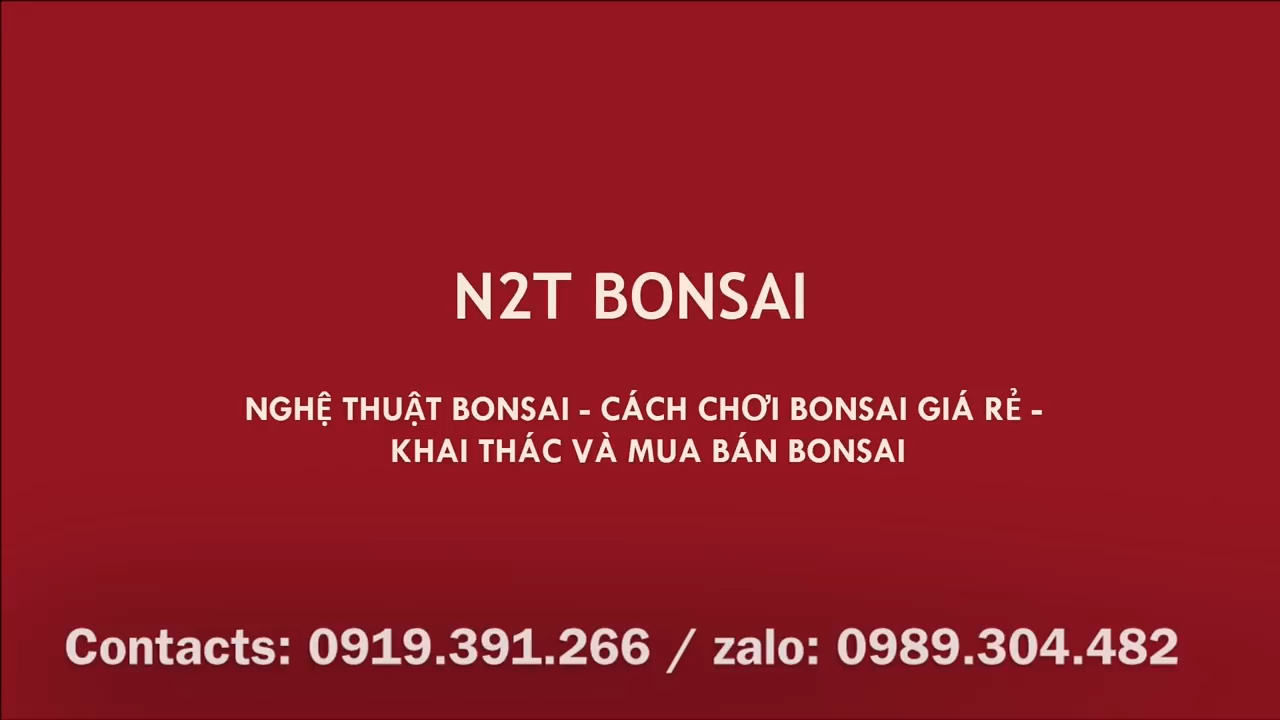 N2T BONSAI
NGHỆ THUẬT BONSAI - CÁCH CHƠI BONSAI GIÁ RẺ -
KHAI THÁC VÀ MUA BÁN BONSAI
Contacts: 0919.391.266 / zalo: 0989.304.482